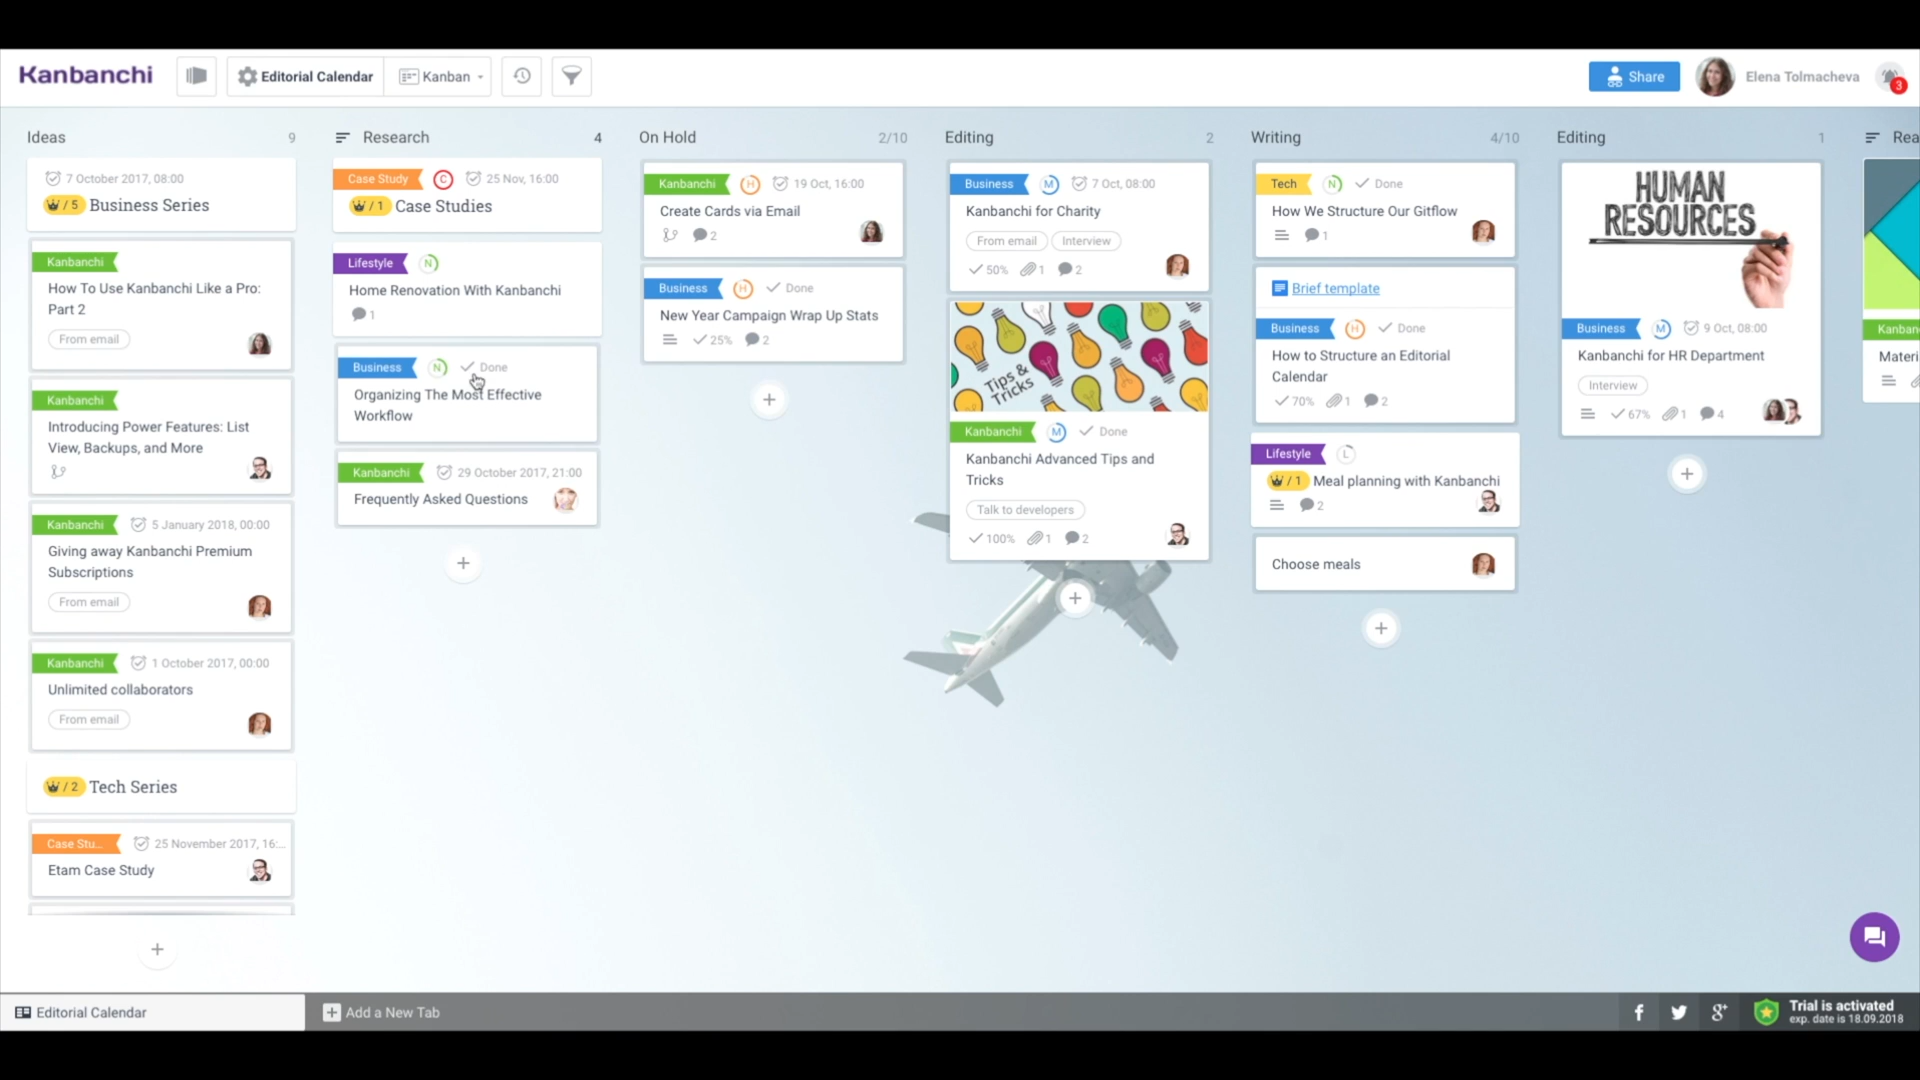 Kanbanchi
Editorial Calendar
Kanban
Share
Elena Tolmacheva
3
Ideas 9
7 October 2017, 08:00
/ 5 Business Series
Kanbanchi
How To Use Kanbanchi Like a Pro:
Part 2
From email
Kanbanchi
Introducing Power Features: List
View, Backups, and More
Kanbanchi 5 January 2018, 00:00
Giving away Kanbanchi Premium
Subscriptions
From email
Kanbanchi 1 October 2017, 00:00
Unlimited collaborators
From email
/ 2 Tech Series
Case Stu... 25 November 2017, 16:...
Etam Case Study
Research 4
Case Study C 25 Nov, 16:00
/ 1 Case Studies
Lifestyle N
Home Renovation With Kanbanchi
1
Business N Done
Organizing The Most Effective
Workflow
Kanbanchi 29 October 2017, 21:00
Frequently Asked Questions
On Hold 2/10
Kanbanchi H 19 Oct, 16:00
Create Cards via Email
2
Business H Done
New Year Campaign Wrap Up Stats
25% 2
Editing 2
Business M 7 Oct, 08:00
Kanbanchi for Charity
From email Interview
50% 1 2
Tips &
Tricks
Kanbanchi M Done
Kanbanchi Advanced Tips and
Tricks
Talk to developers
100% 1 2
Writing 4/10
Tech N Done
How We Structure Our Gitflow
1
Brief template
Business H Done
How to Structure an Editorial
Calendar
70% 1 2
Lifestyle L
/ 1 Meal planning with Kanbanchi
2
Choose meals
Editing 1
HUMAN
RESOURCES
Business M 9 Oct, 08:00
Kanbanchi for HR Department
Interview
67% 1 4
Rea
Kanban
Materi
Editorial Calendar
Add a New Tab
Trial is activated
exp. date is 18.09.2018